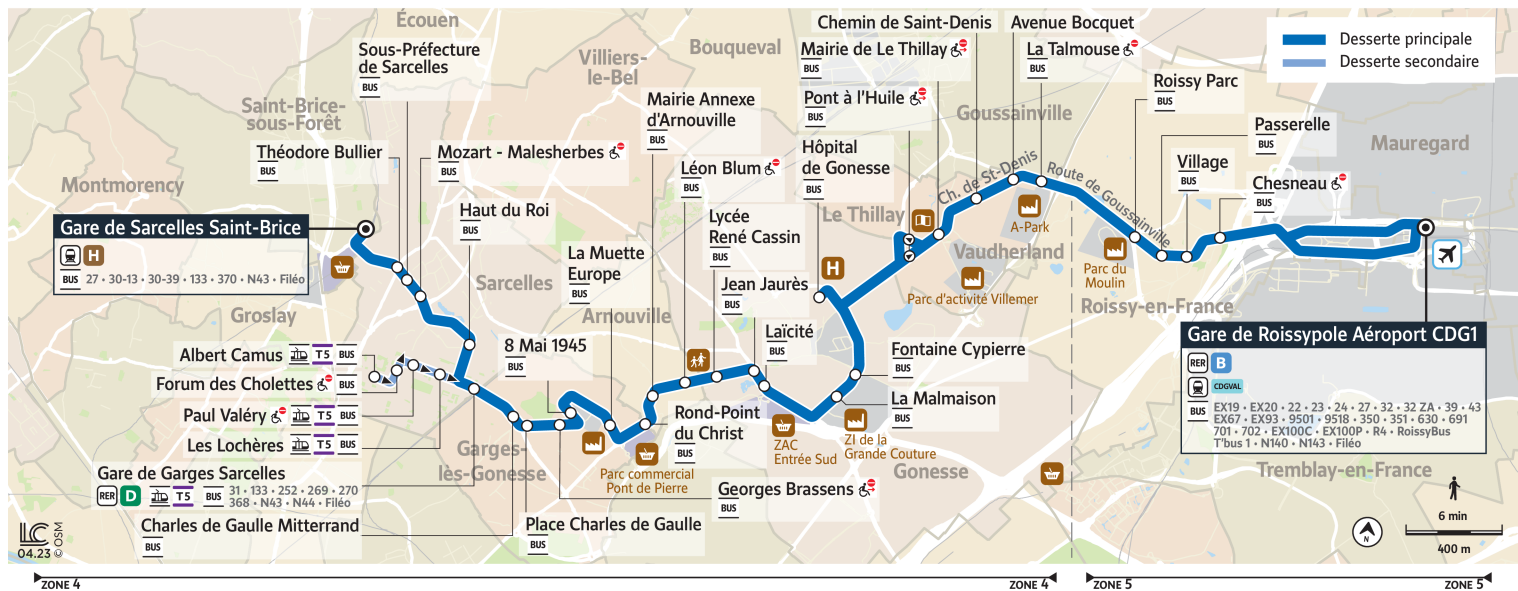 Écouen
Sous-Préfecture
de Sarcelles
BUS
Villiers-
le-Bel
Bouqueval
Chemin de Saint-Denis
Avenue Bocquet
Mairie de Le Thillay
BUS
La Talmouse
BUS
Desserte principale
Desserte secondaire
Saint-Brice-
sous-Forêt
Mairie Annexe
d'Arnouville
BUS
Pont à l'Huile
BUS
Goussainville
Roissy Parc
BUS
Passerelle
BUS
Mauregard
Théodore Bullier
BUS
Mozart - Malesherbes
BUS
Léon Blum
BUS
Hôpital
de Gonesse
BUS
Ch. de St-Denis
Route de Goussainville
Village
BUS
Chesneau
BUS
Montmorency
Haut du Roi
BUS
Lycée
René Cassin
BUS
Le Thillay
A-Park
Gare de Sarcelles Saint-Brice
H
BUS 27 • 30-13 • 30-39 • 133 • 370 • N43 • Filéo
La Muette
Europe
BUS
Vaudherland
Parc du
Moulin
H
Sarcelles
Jean Jaurès
BUS
Parc d'activité Villemer
Roissy-en-France
Groslay
Arnouville
Laïcité
BUS
Gare de Roissypole Aéroport CDG1
RER B
CDGVAL
BUS
EX19 • EX20 • 22 • 23 • 24 • 27 • 32 • 32 ZA • 39 • 43
EX67 • EX93 • 9501 • 9518 • 350 • 351 • 630 • 691
701 • 702 • EX100C • EX100P • R4 • RoissyBus
T'bus 1 • N140 • N143 • Filéo
Albert Camus T5 BUS
8 Mai 1945
BUS
Fontaine Cypierre
BUS
Forum des Cholettes BUS
La Malmaison
BUS
Paul Valéry T5 BUS
Rond-Point
du Christ
BUS
Les Lochères T5 BUS
Garges-
lès-Gonesse
ZAC
Entrée Sud
ZI de la
Grande Couture
Gonesse
Tremblay-en-France
Gare de Garges Sarcelles
RER D T5 BUS 31 • 133 • 252 • 269 • 270
368 • N43 • N44 • Filéo
Parc commercial
Pont de Pierre
Georges Brassens
BUS
Charles de Gaulle Mitterrand
BUS
Place Charles de Gaulle
BUS
LC
04.23 © OSM
N
6 min
400 m
ZONE 4
ZONE 4
ZONE 5
ZONE 5